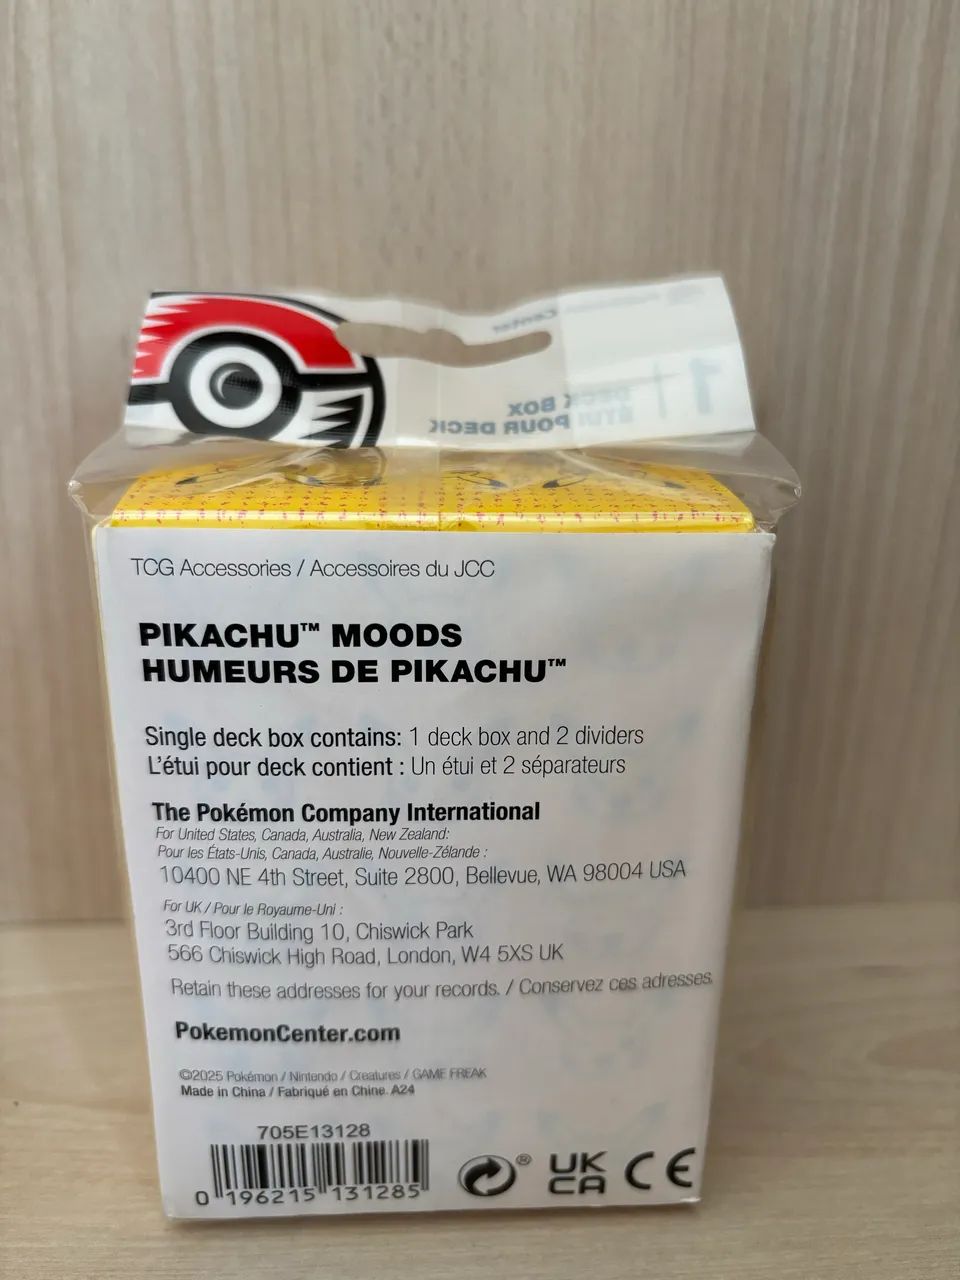 Center
1
DECK BOX
ÉTUI POUR DECK
TCG Accessories / Accessoires du JCC
PIKACHU™ MOODS
HUMEURS DE PIKACHU™
Single deck box contains: 1 deck box and 2 dividers
L'étui pour deck contient : Un étui et 2 séparateurs
The Pokémon Company International
For United States, Canada, Australia, New Zealand:
Pour les États-Unis, Canada, Australie, Nouvelle-Zélande :
10400 NE 4th Street, Suite 2800, Bellevue, WA 98004 USA
For UK / Pour le Royaume-Uni :
3rd Floor Building 10, Chiswick Park
566 Chiswick High Road, London, W4 5XS UK
Retain these addresses for your records. / Conservez ces adresses.
PokemonCenter.com
©2025 Pokémon / Nintendo / Creatures / GAME FREAK
Made in China / Fabriqué en Chine. A24
705E13128
0 196215 131285
® UK CA CE